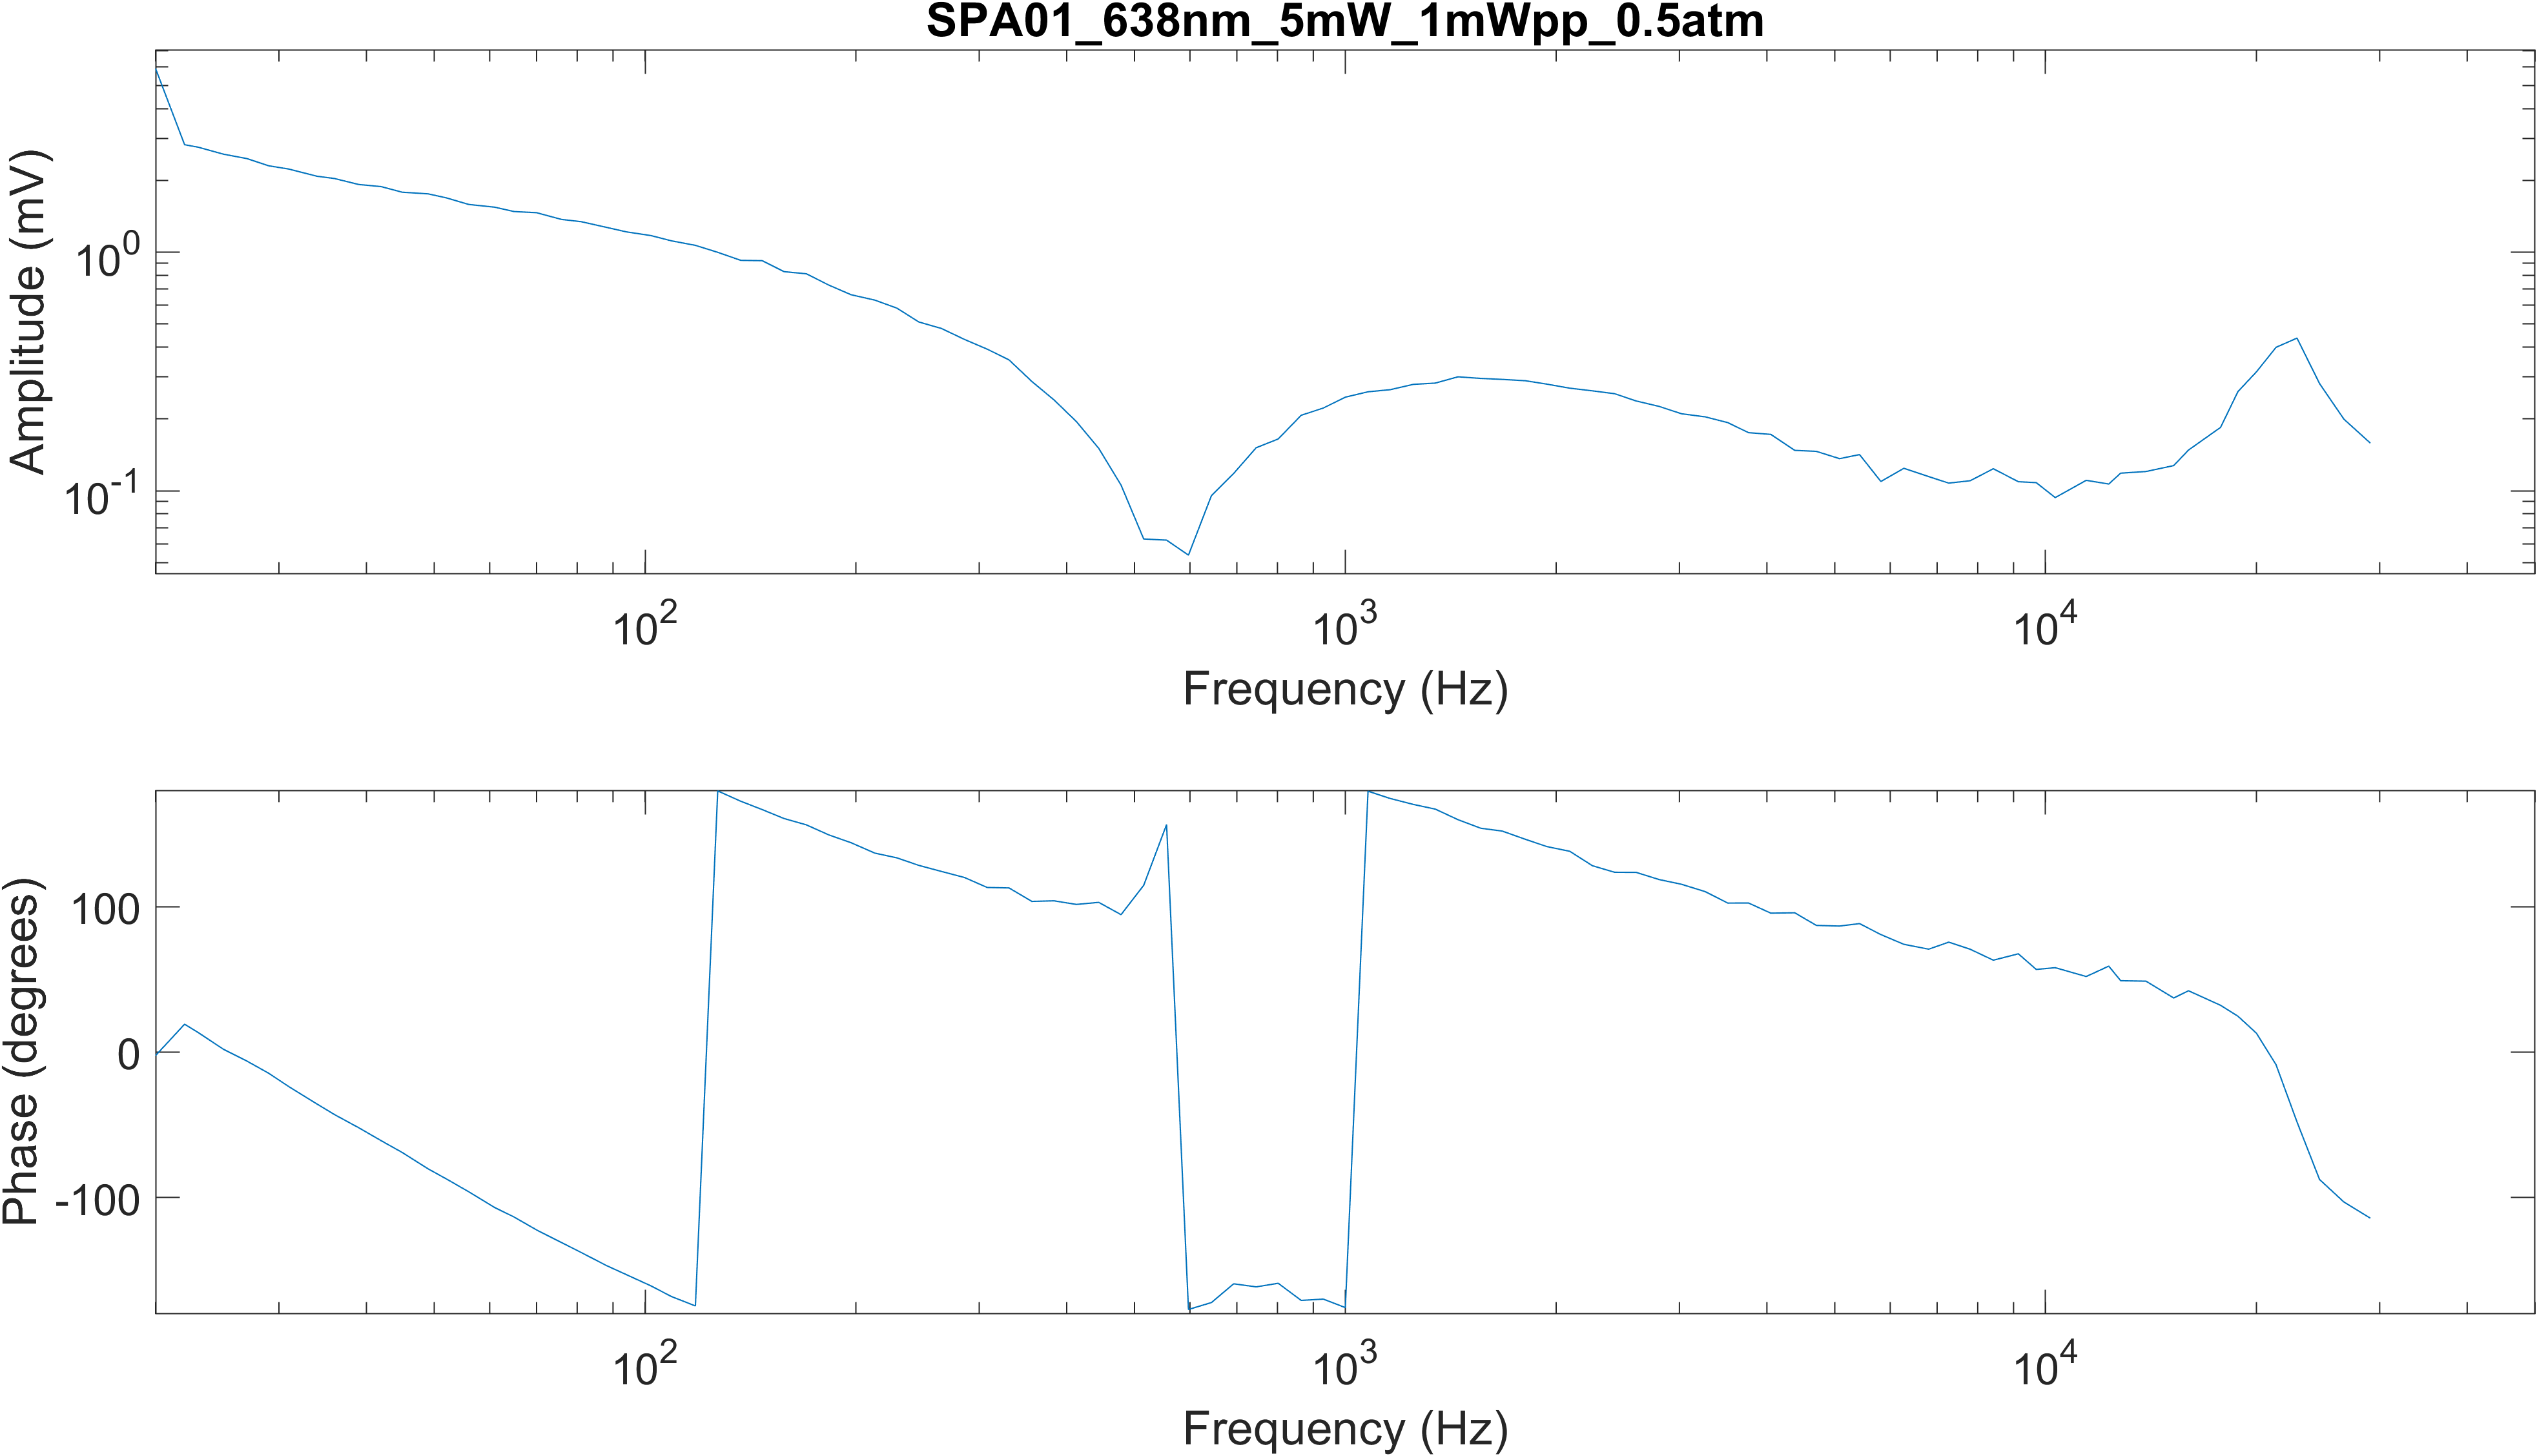 SPA01_638nm_5mW_1mWpp_0.5atm
Amplitude (mV)
10^0
10^-1
10^2
10^3
10^4
Frequency (Hz)
Phase (degrees)
100
0
-100
10^2
10^3
10^4
Frequency (Hz)